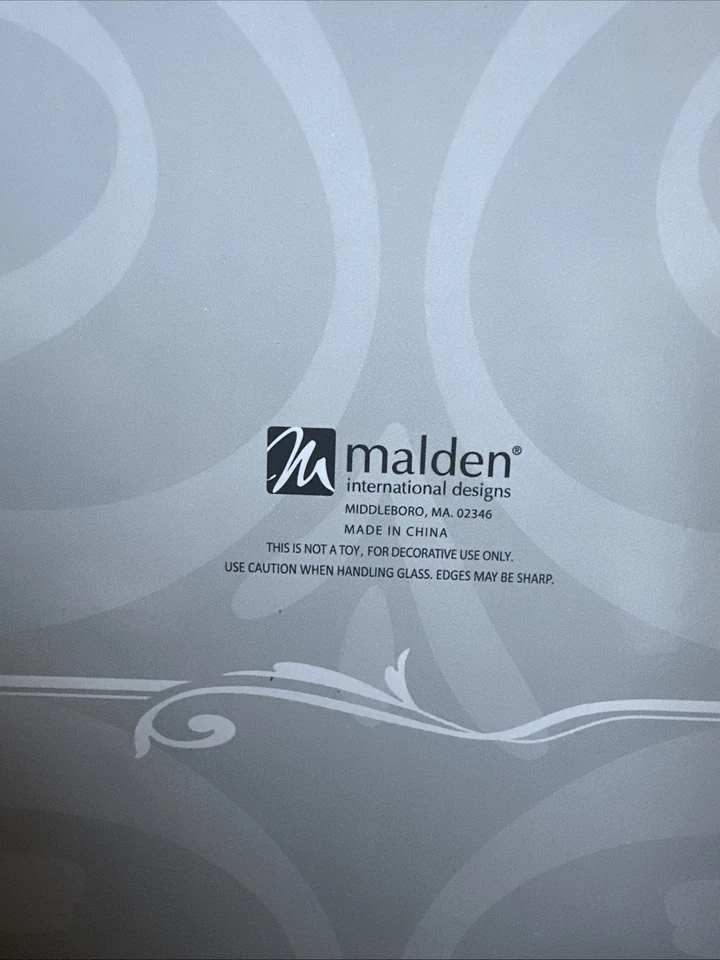 malden®
international designs
MIDDLEBORO, MA. 02346
MADE IN CHINA
THIS IS NOT A TOY, FOR DECORATIVE USE ONLY.
USE CAUTION WHEN HANDLING GLASS. EDGES MAY BE SHARP.